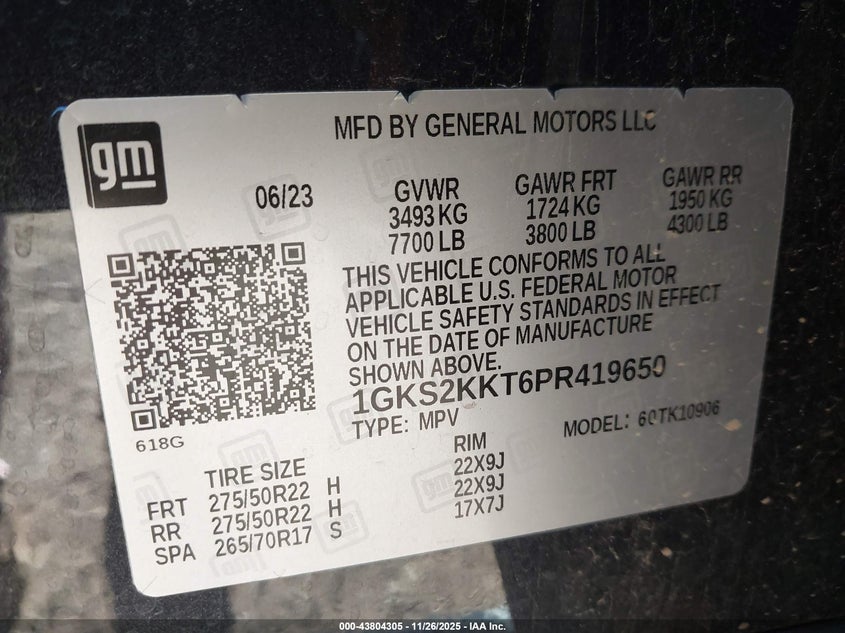 gm
MFD BY GENERAL MOTORS LLC
06/23
GVWR
3493 KG
7700 LB
GAWR FRT
1724 KG
3800 LB
GAWR RR
1950 KG
4300 LB
THIS VEHICLE CONFORMS TO ALL
APPLICABLE U.S. FEDERAL MOTOR
VEHICLE SAFETY STANDARDS IN EFFECT
ON THE DATE OF MANUFACTURE
SHOWN ABOVE.
1GKS2KKT6PR419650
TYPE: MPV
MODEL: 60TK10906
618G
TIRE SIZE
RIM
FRT 275/50R22 H 22X9J
RR 275/50R22 H 22X9J
SPA 265/70R17 S 17X7J
000-43804305 - 11/26/2025 - IAA Inc.